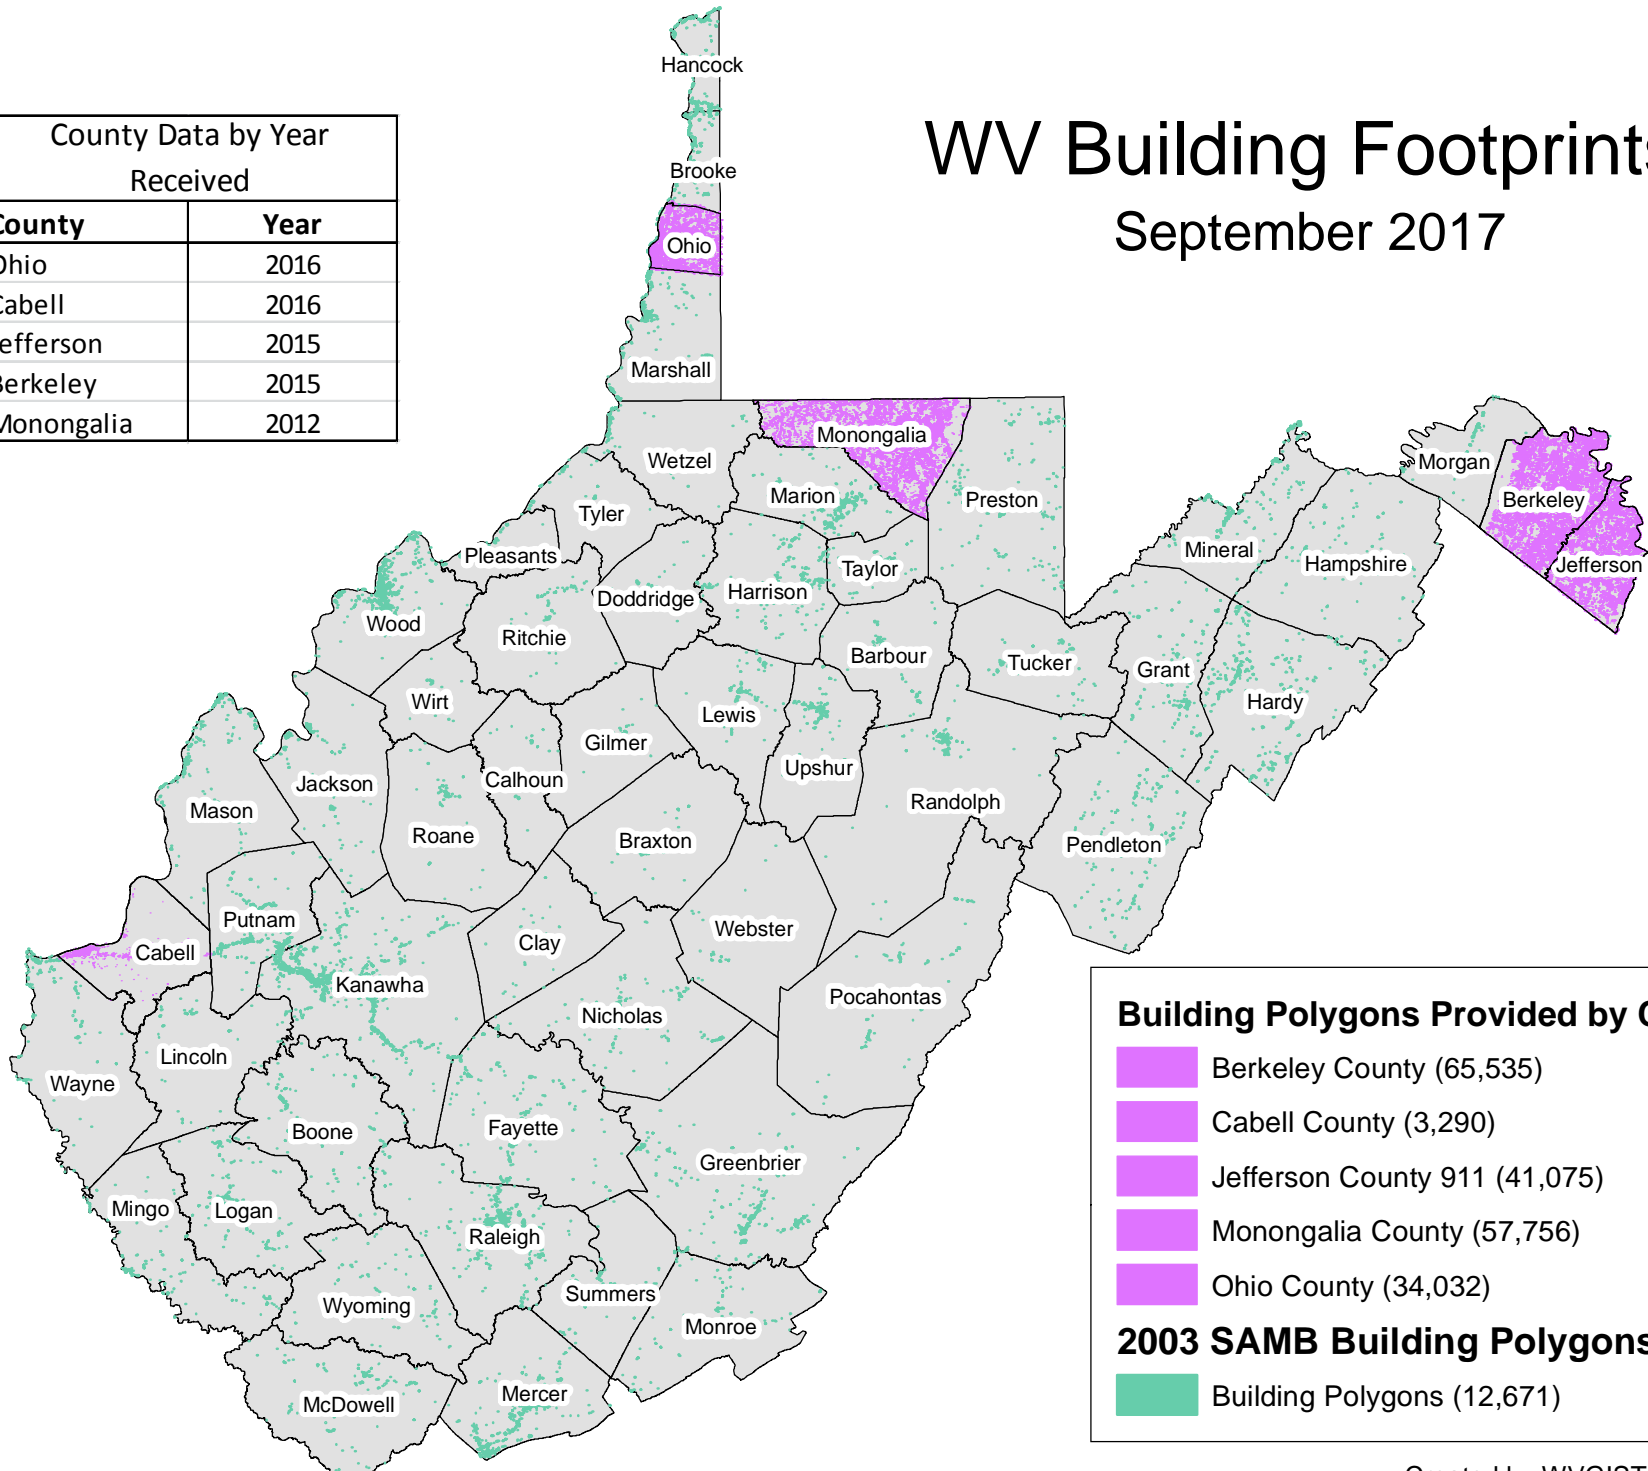 WV Building Footprints
September 2017
County Data by Year
Received
County Year
Ohio 2016
Cabell 2016
Jefferson 2015
Berkeley 2015
Monongalia 2012
Hancock
Brooke
Ohio
Marshall
Monongalia
Wetzel
Marion
Preston
Morgan
Berkeley
Jefferson
Tyler
Pleasants
Mineral
Hampshire
Taylor
Harrison
Doddridge
Wood
Ritchie
Barbour
Tucker
Grant
Hardy
Wirt
Lewis
Gilmer
Upshur
Calhoun
Jackson
Randolph
Mason
Roane
Braxton
Pendleton
Putnam
Webster
Clay
Cabell
Kanawha
Pocahontas
Nicholas
Lincoln
Wayne
Fayette
Boone
Greenbrier
Mingo
Logan
Raleigh
Summers
Wyoming
Monroe
Mercer
McDowell
Building Polygons Provided by
Berkeley County (65,535)
Cabell County (3,290)
Jefferson County 911 (41,075)
Monongalia County (57,756)
Ohio County (34,032)
2003 SAMB Building Polygons
Building Polygons (12,671)